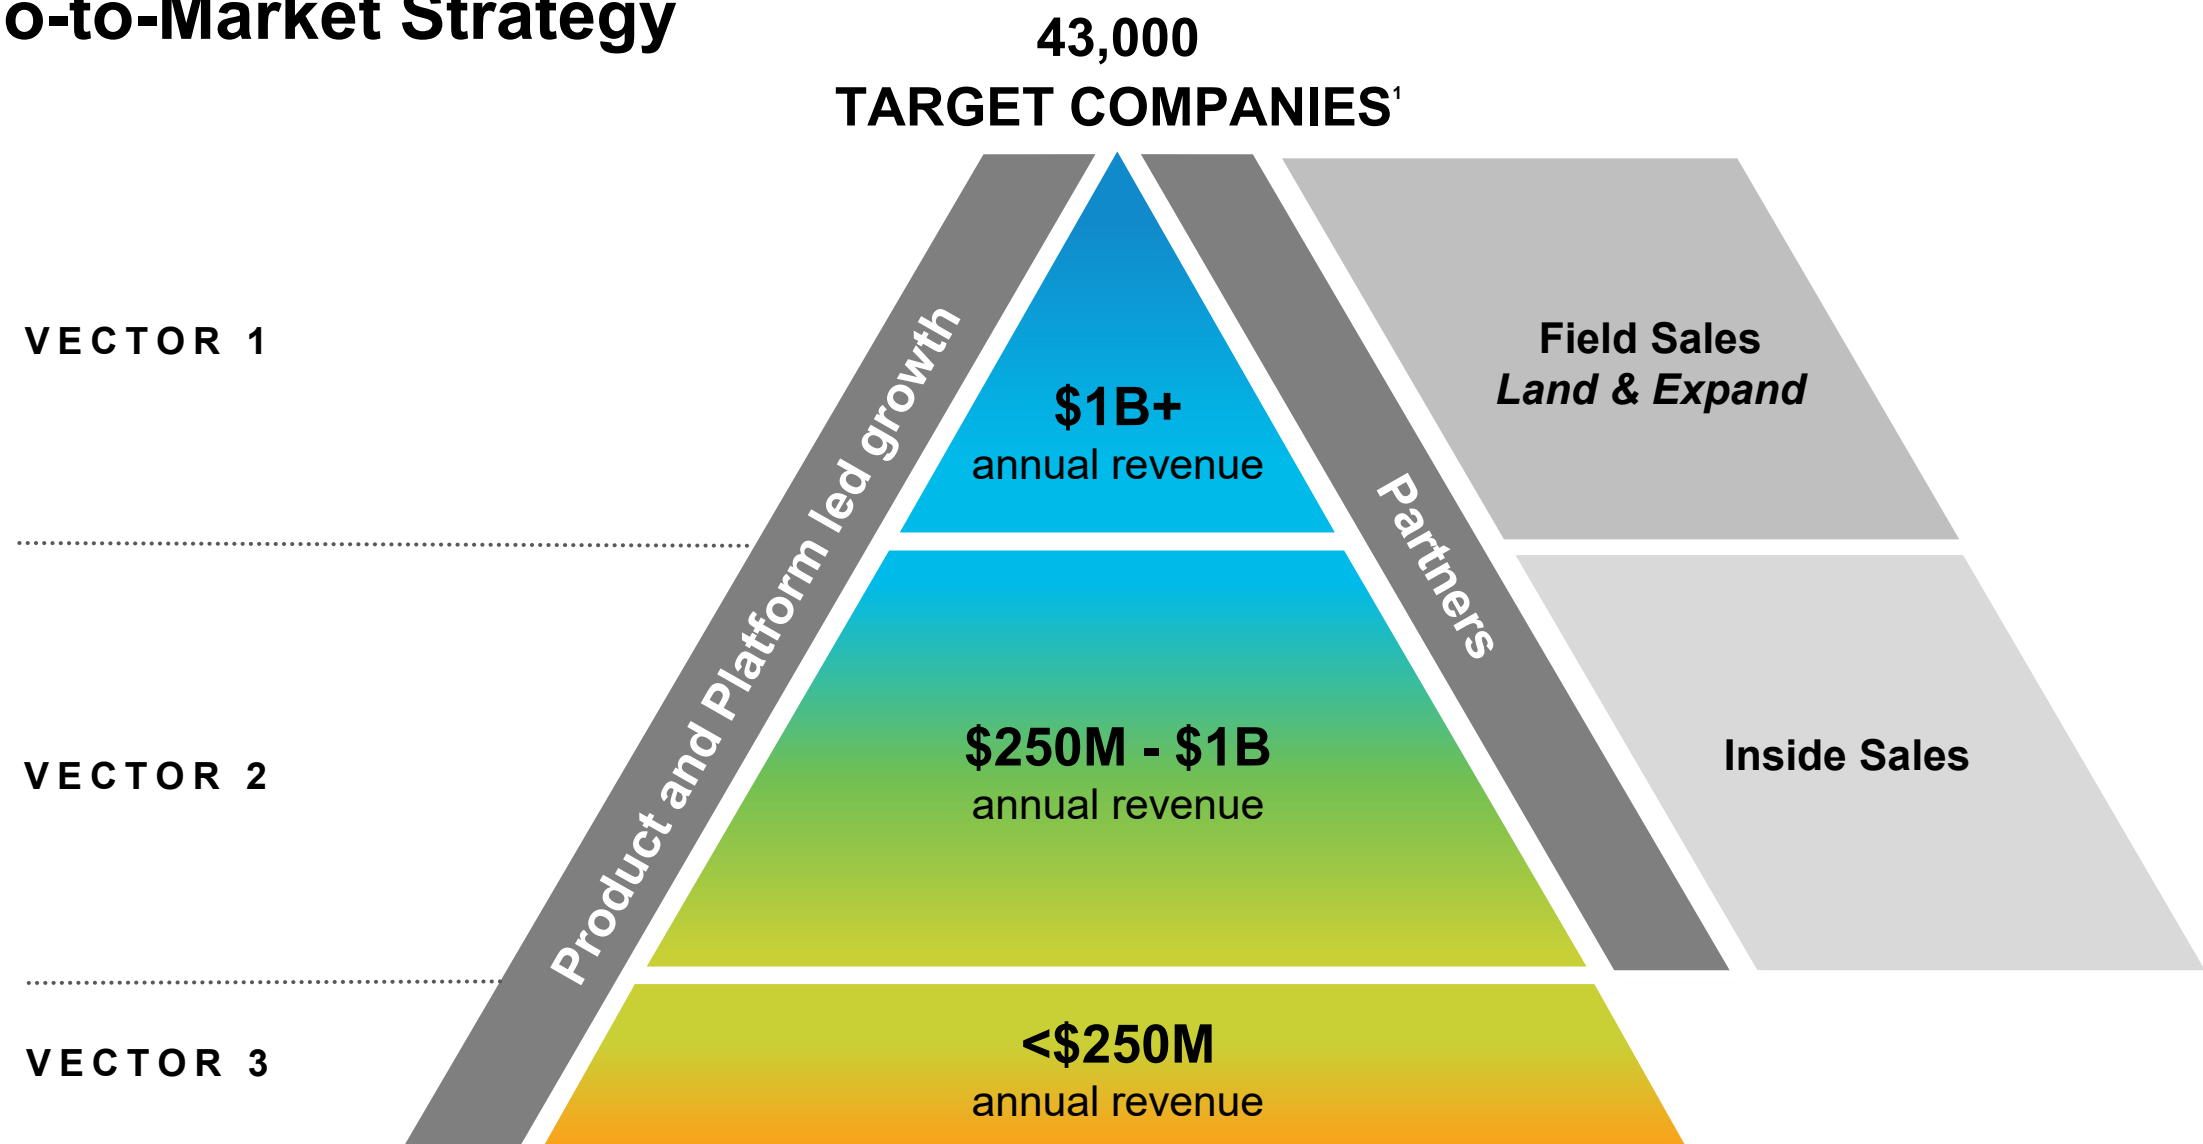 o-to-Market Strategy
43,000
TARGET COMPANIES¹
VECTOR 1
Product and Platform led growth
$1B+
annual revenue
Partners
Field Sales
Land & Expand
VECTOR 2
$250M - $1B
annual revenue
Inside Sales
VECTOR 3
<$250M
annual revenue